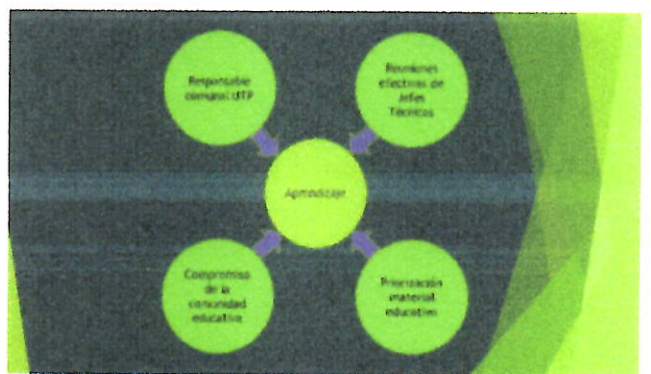 Responsable
comunal UTP
Reuniones
efectivas de
Jefes
Técnicos
Aprendizaje
Compromiso
de la
comunidad
educativa
Priorización
material
educativo